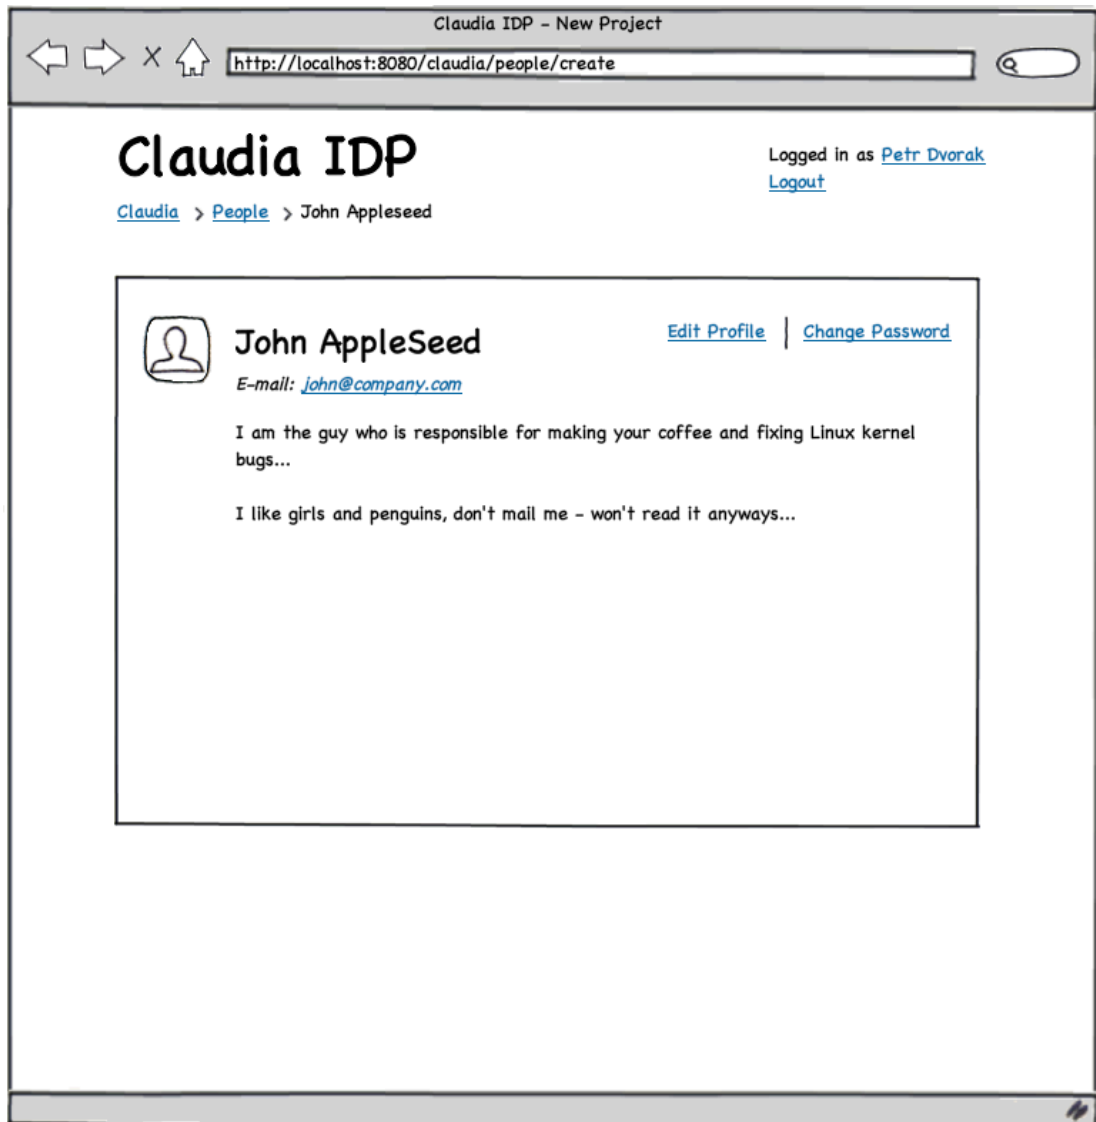 Claudia IDP - New Project
http://localhost:8080/claudia/people/create
Claudia IDP
Logged in as Petr Dvorak
Logout
Claudia > People > John Appleseed
John AppleSeed
Edit Profile | Change Password
E-mail: john@company.com
I am the guy who is responsible for making your coffee and fixing Linux kernel
bugs...
I like girls and penguins, don't mail me - won't read it anyways...